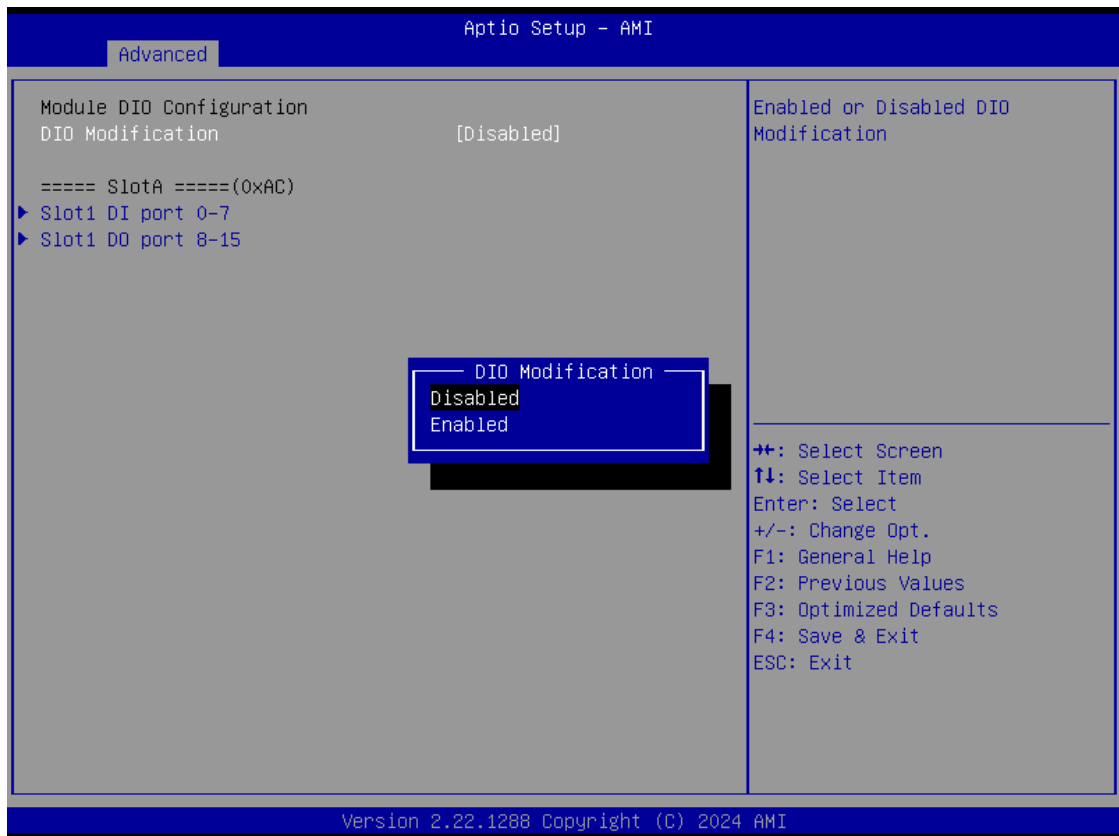 Aptio Setup – AMI
Advanced
Module DIO Configuration
DIO Modification [Disabled]
===== SlotA =====(0xAC)
Slot1 DI port 0-7
Slot1 DO port 8-15
DIO Modification
Disabled
Enabled
Enabled or Disabled DIO
Modification
→←: Select Screen
↑↓: Select Item
Enter: Select
+/-: Change Opt.
F1: General Help
F2: Previous Values
F3: Optimized Defaults
F4: Save & Exit
ESC: Exit
Version 2.22.1288 Copyright (C) 2024 AMI